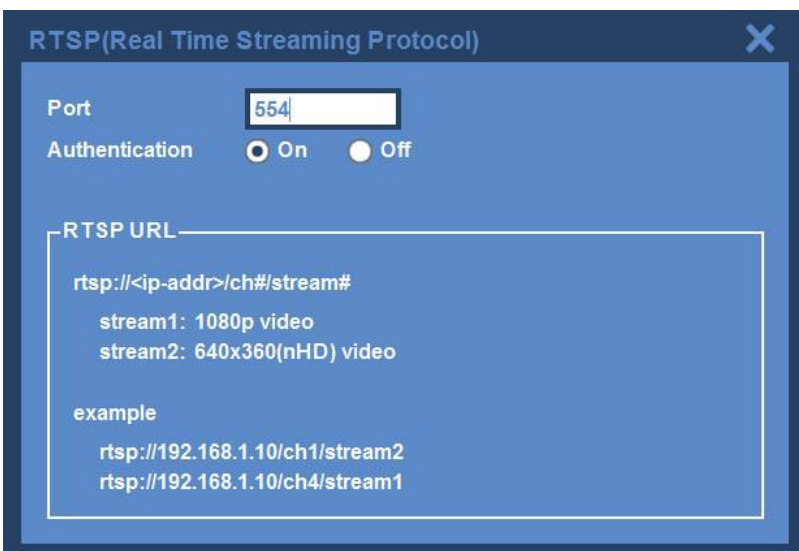 RTSP(Real Time Streaming Protocol)
Port 554
Authentication On Off
RTSP URL
rtsp://<ip-addr>/ch#/stream#
stream1: 1080p video
stream2: 640x360(nHD) video
example
rtsp://192.168.1.10/ch1/stream2
rtsp://192.168.1.10/ch4/stream1